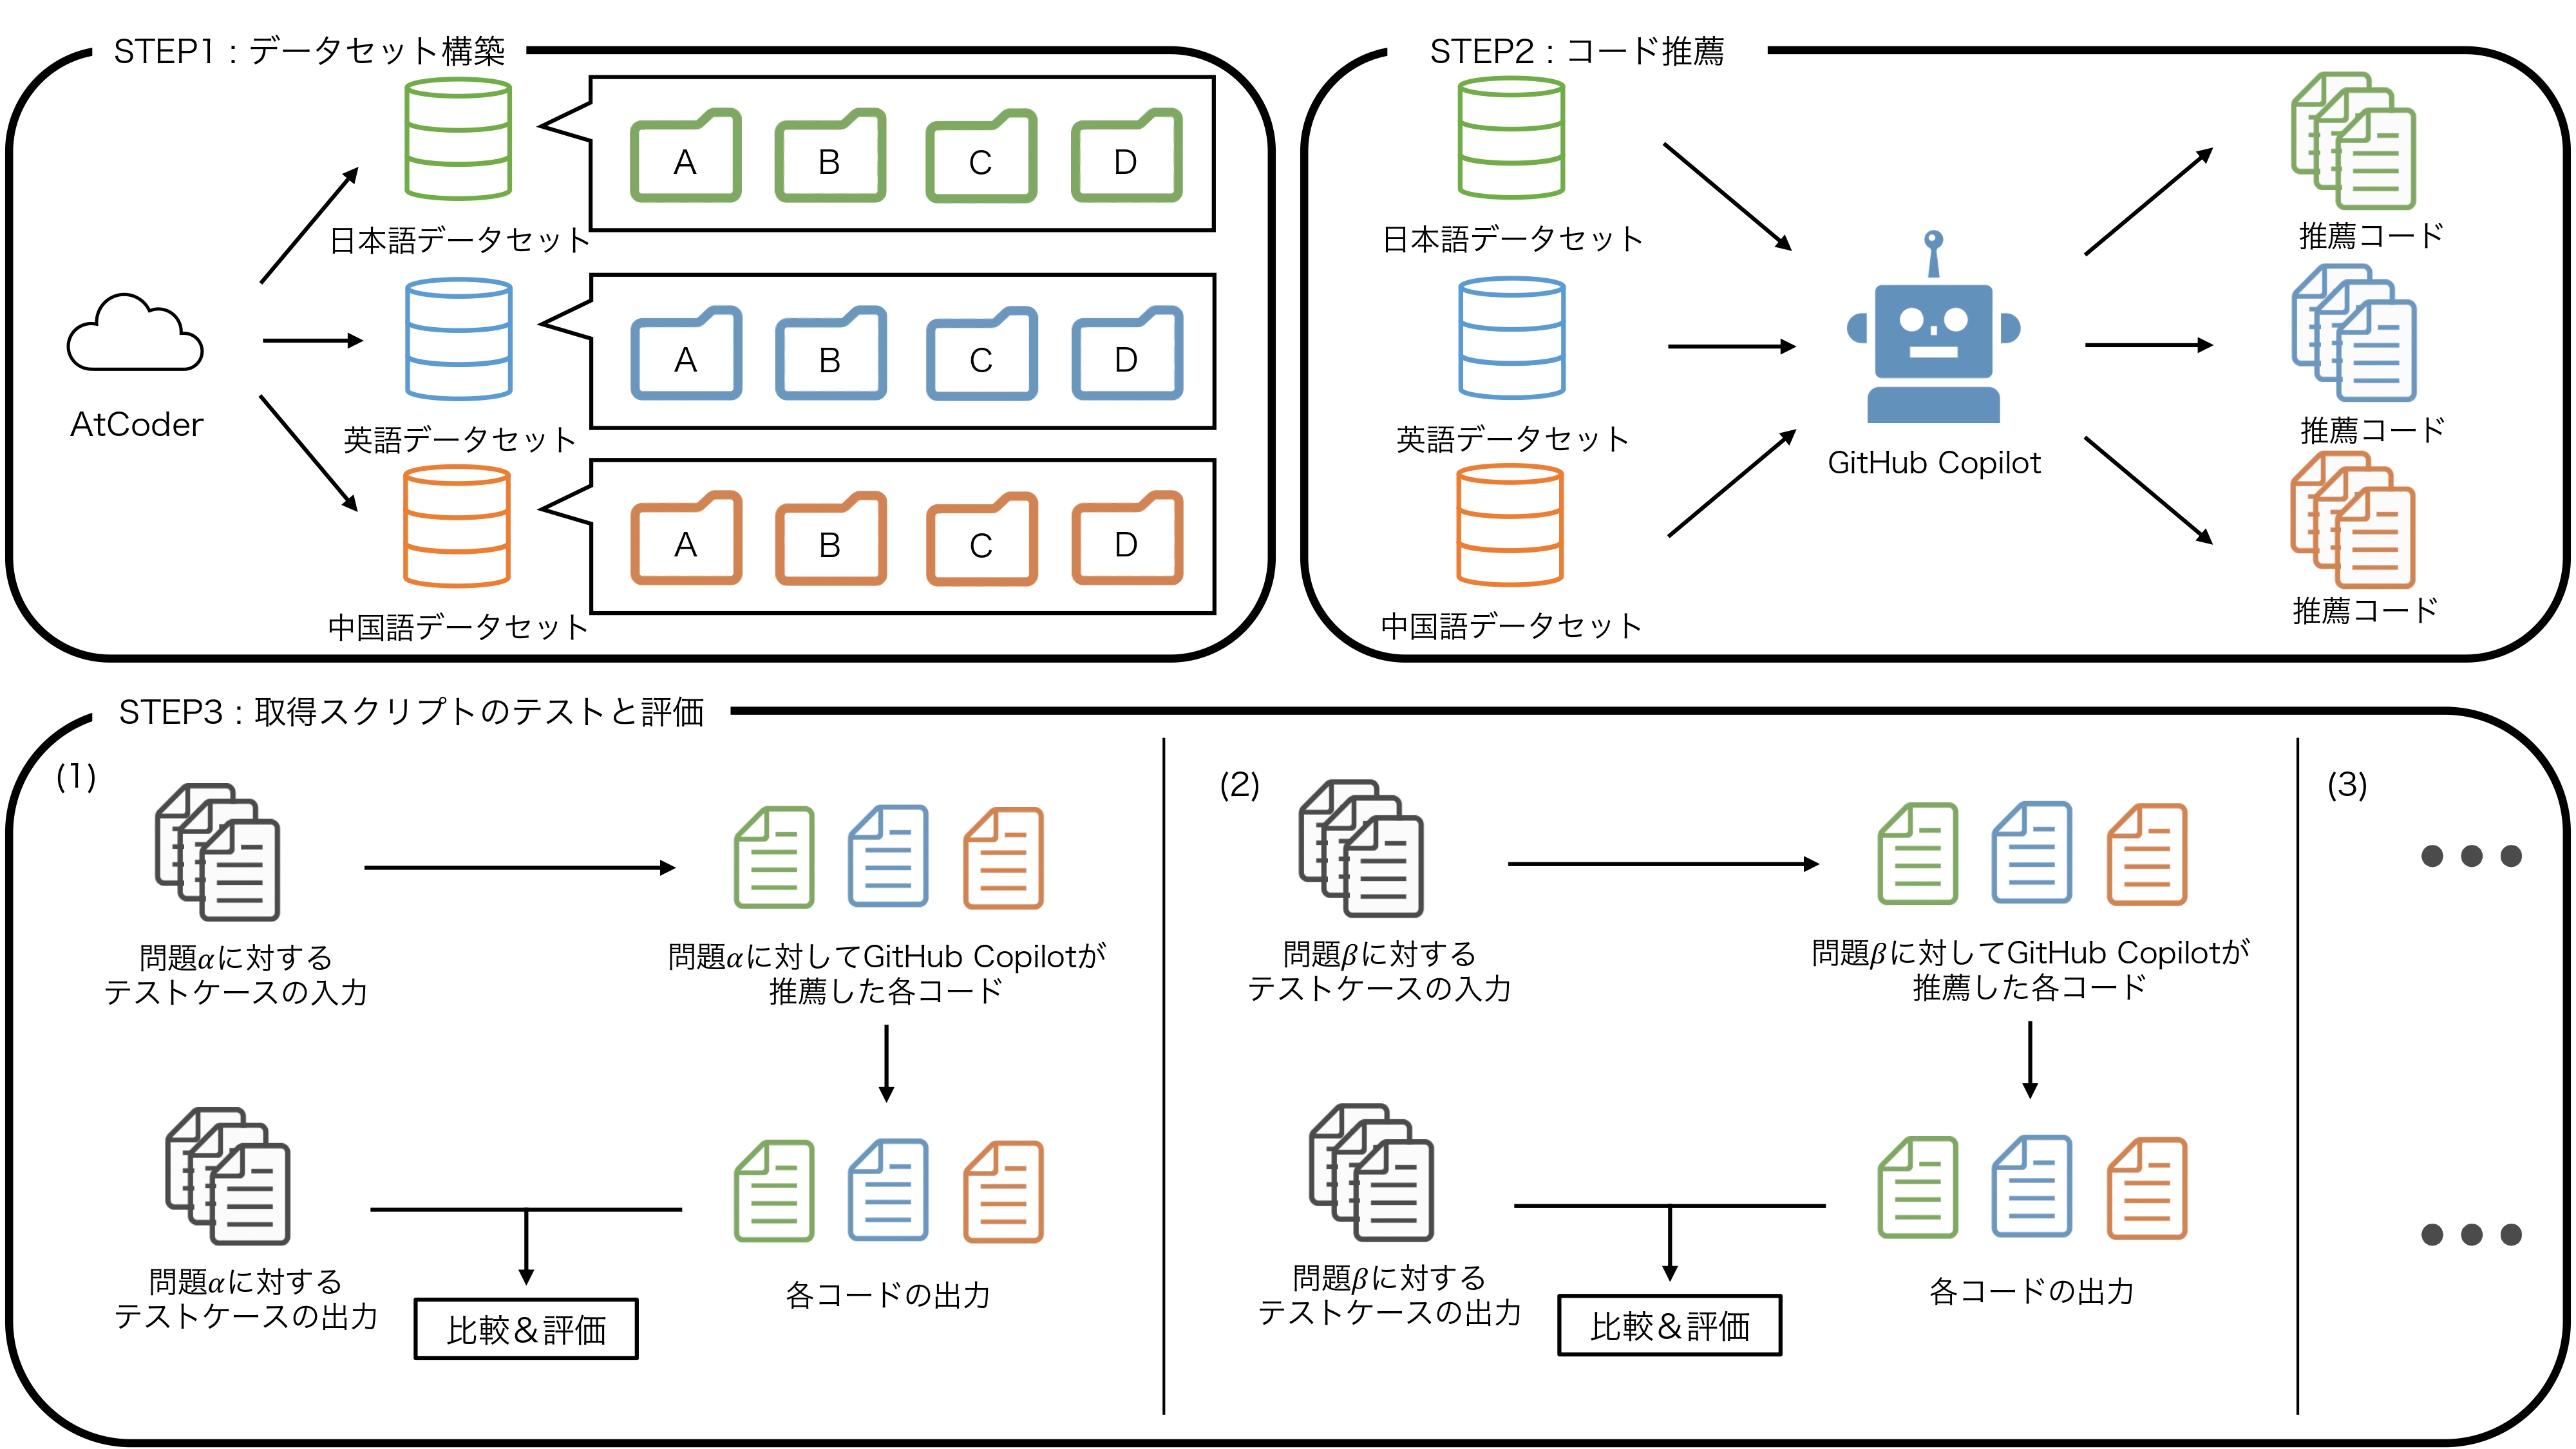 STEP1：データセット構築
A
B
C
D
日本語データセット
AtCoder
A
B
C
D
英語データセット
A
B
C
D
中国語データセット
STEP2：コード推薦
日本語データセット
英語データセット
中国語データセット
GitHub Copilot
推薦コード
推薦コード
推薦コード
STEP3：取得スクリプトのテストと評価
(1)
問題αに対する
テストケースの入力
問題αに対してGitHub Copilotが
推薦した各コード
問題αに対する
テストケースの出力
各コードの出力
比較＆評価
(2)
問題βに対する
テストケースの入力
問題βに対してGitHub Copilotが
推薦した各コード
問題βに対する
テストケースの出力
各コードの出力
比較＆評価
(3)